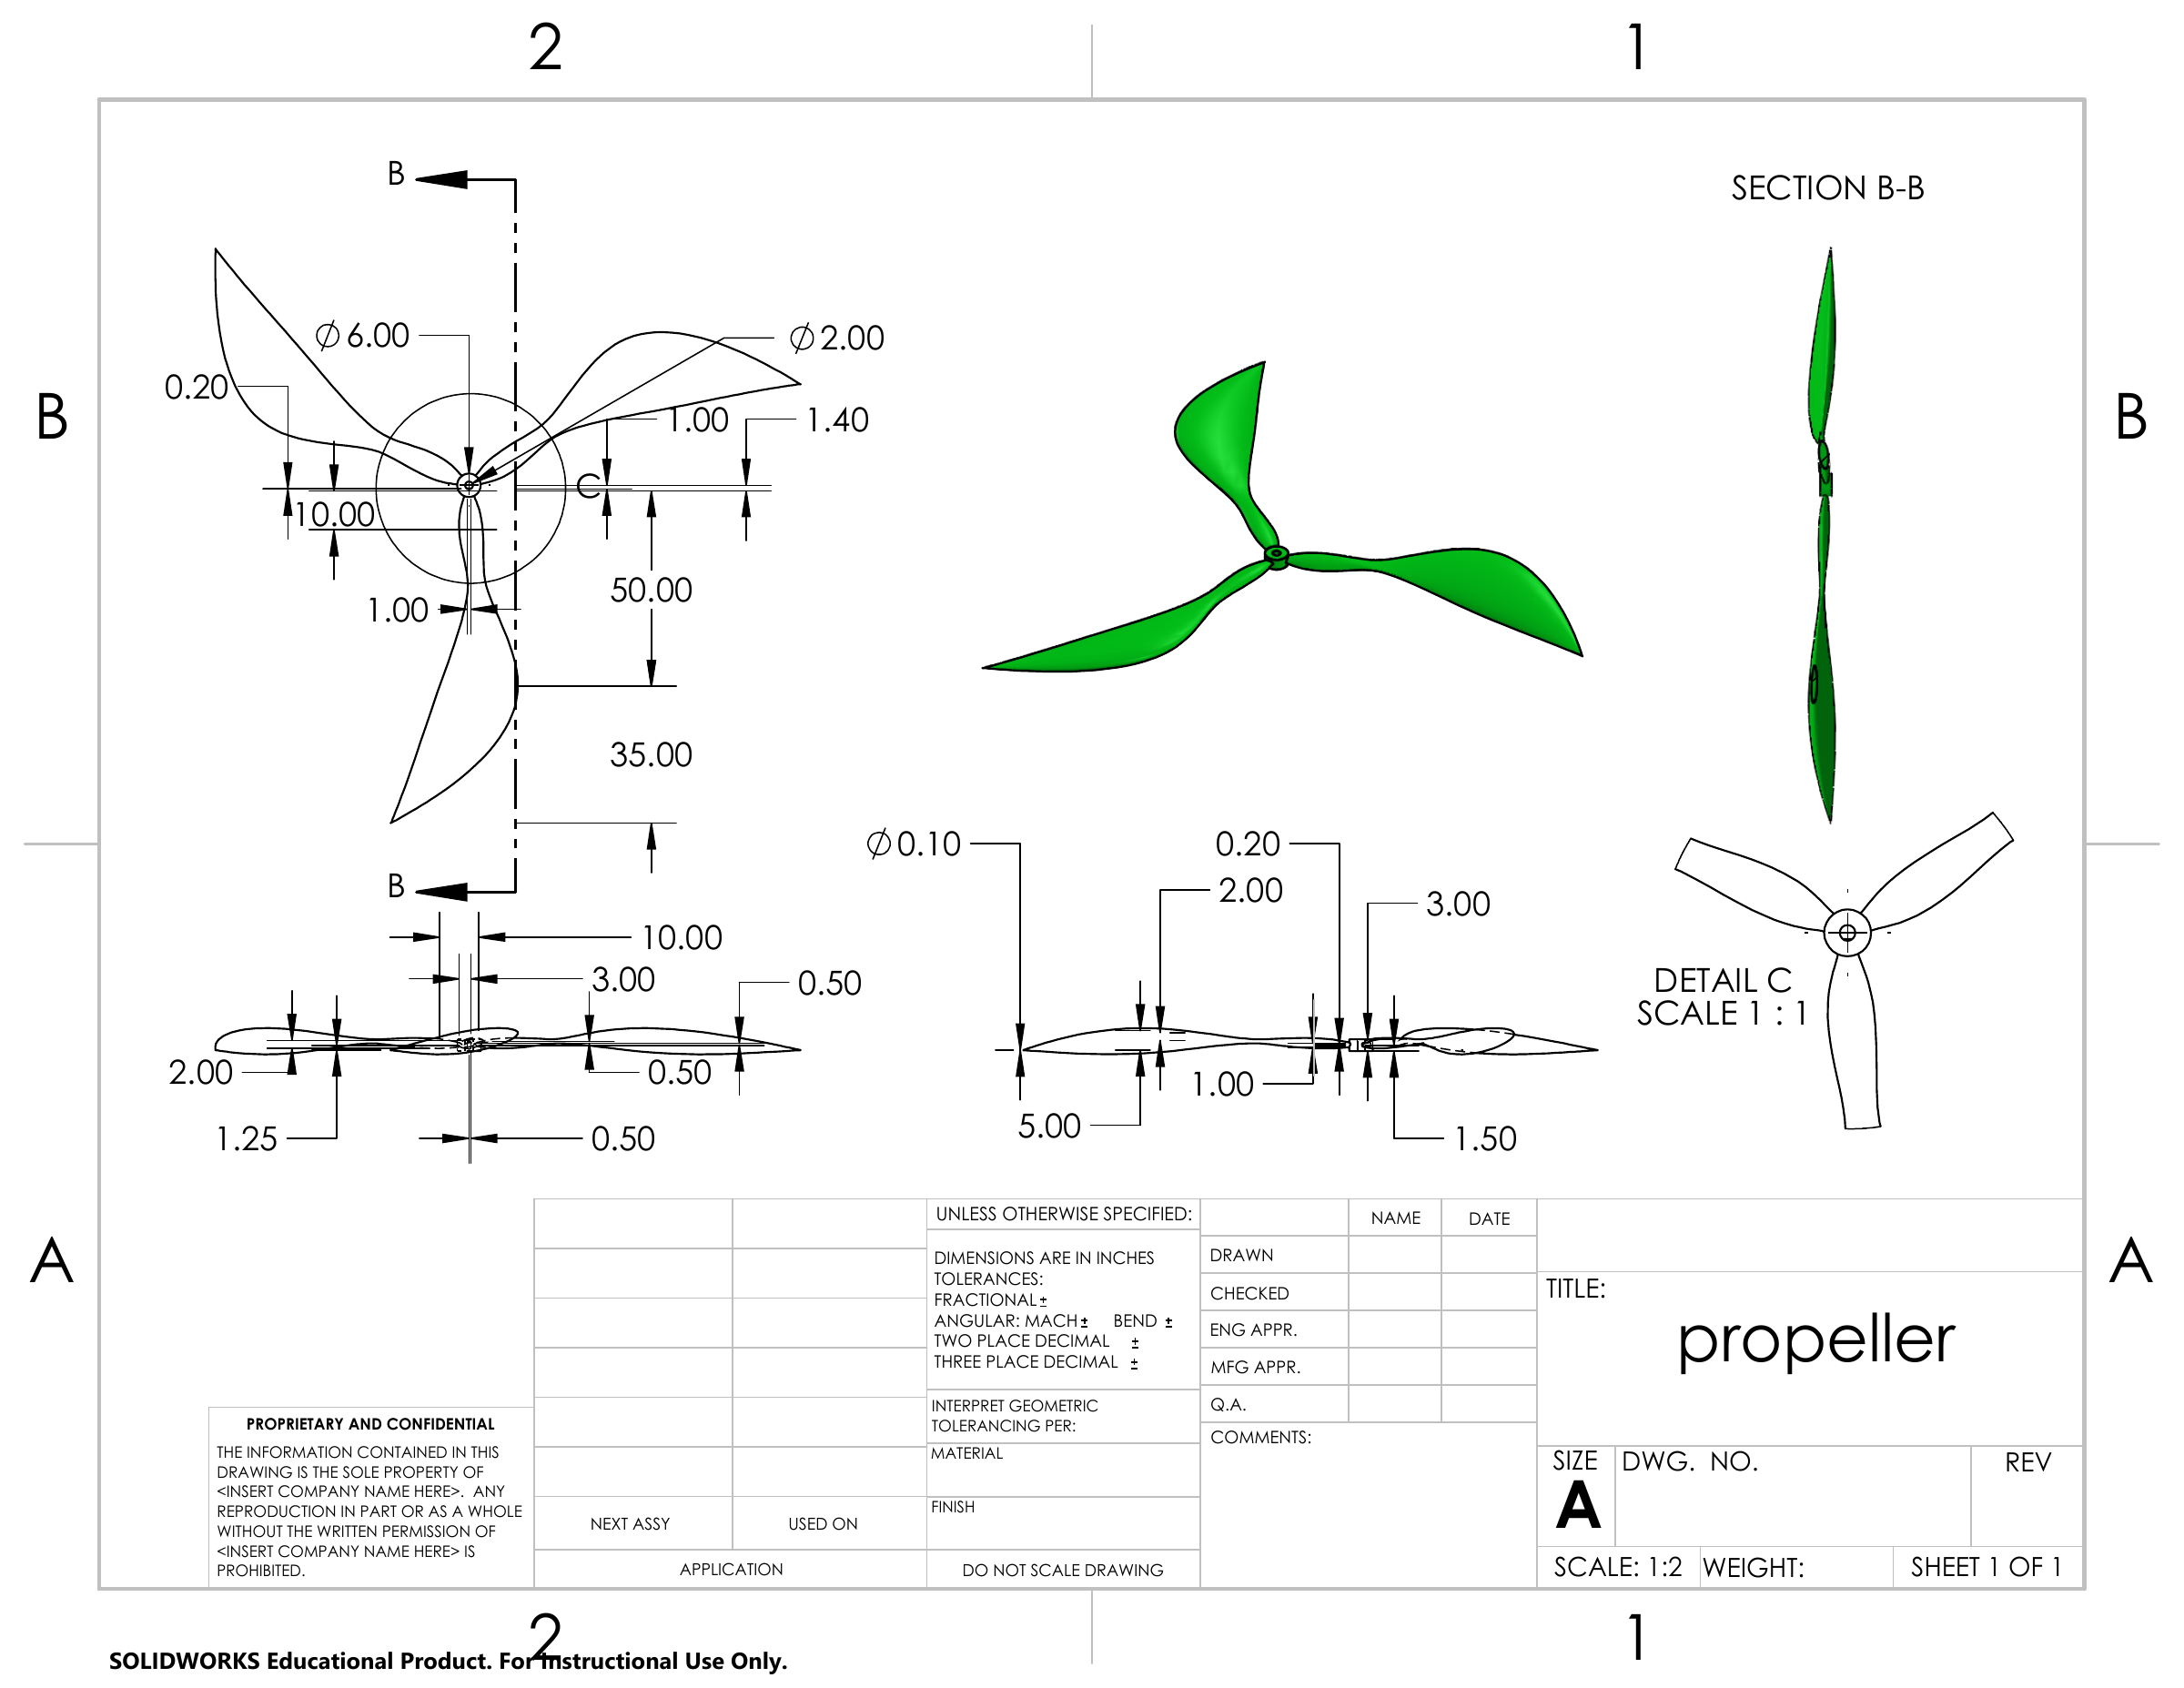 2
1
B
SECTION B-B
⌀6.00
⌀2.00
0.20
B
B
1.00
1.40
C
10.00
50.00
1.00
35.00
⌀0.10
0.20
B
2.00
3.00
10.00
3.00
0.50
DETAIL C
SCALE 1 : 1
2.00
0.50
1.00
5.00
1.25
0.50
1.50
A
A
UNLESS OTHERWISE SPECIFIED:
DIMENSIONS ARE IN INCHES
TOLERANCES:
FRACTIONAL±
ANGULAR: MACH± BEND ±
TWO PLACE DECIMAL ±
THREE PLACE DECIMAL ±
INTERPRET GEOMETRIC
TOLERANCING PER:
MATERIAL
FINISH
DO NOT SCALE DRAWING
NAME DATE
DRAWN
CHECKED
ENG APPR.
MFG APPR.
Q.A.
COMMENTS:
TITLE:
propeller
SIZE
A
DWG. NO.
REV
SCALE: 1:2
WEIGHT:
SHEET 1 OF 1
PROPRIETARY AND CONFIDENTIAL
THE INFORMATION CONTAINED IN THIS
DRAWING IS THE SOLE PROPERTY OF
<INSERT COMPANY NAME HERE>. ANY
REPRODUCTION IN PART OR AS A WHOLE
WITHOUT THE WRITTEN PERMISSION OF
<INSERT COMPANY NAME HERE> IS
PROHIBITED.
NEXT ASSY
USED ON
APPLICATION
2
1
SOLIDWORKS Educational Product. For Instructional Use Only.